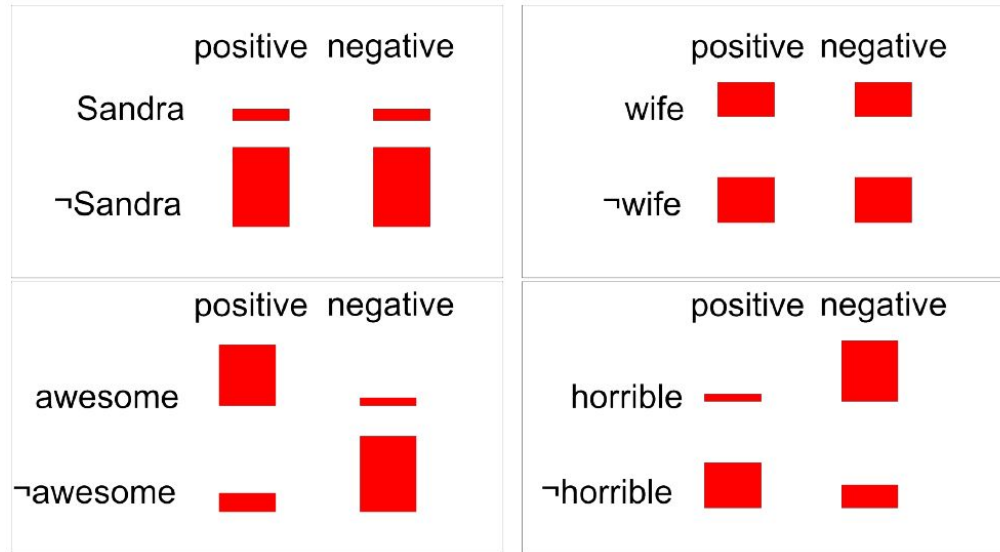 positive negative
Sandra
¬Sandra
positive negative
wife
¬wife
positive negative
awesome
¬awesome
positive negative
horrible
¬horrible